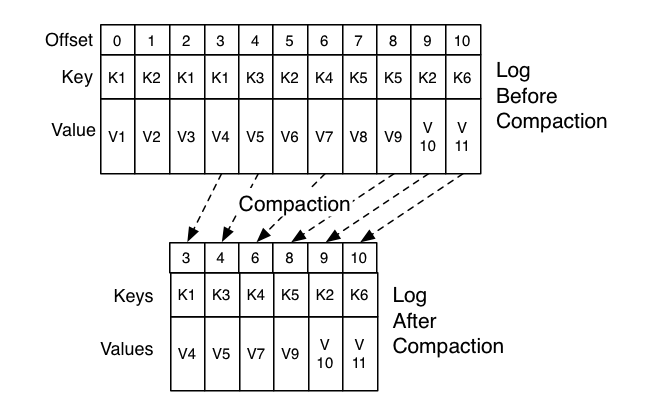 Offset 0 1 2 3 4 5 6 7 8 9 10
Key K1 K2 K1 K1 K3 K2 K4 K5 K5 K2 K6
Value V1 V2 V3 V4 V5 V6 V7 V8 V9 V 10 V 11
Log
Before
Compaction
Compaction
3 4 6 8 9 10
Keys K1 K3 K4 K5 K2 K6
Values V4 V5 V7 V9 V 10 V 11
Log
After
Compaction